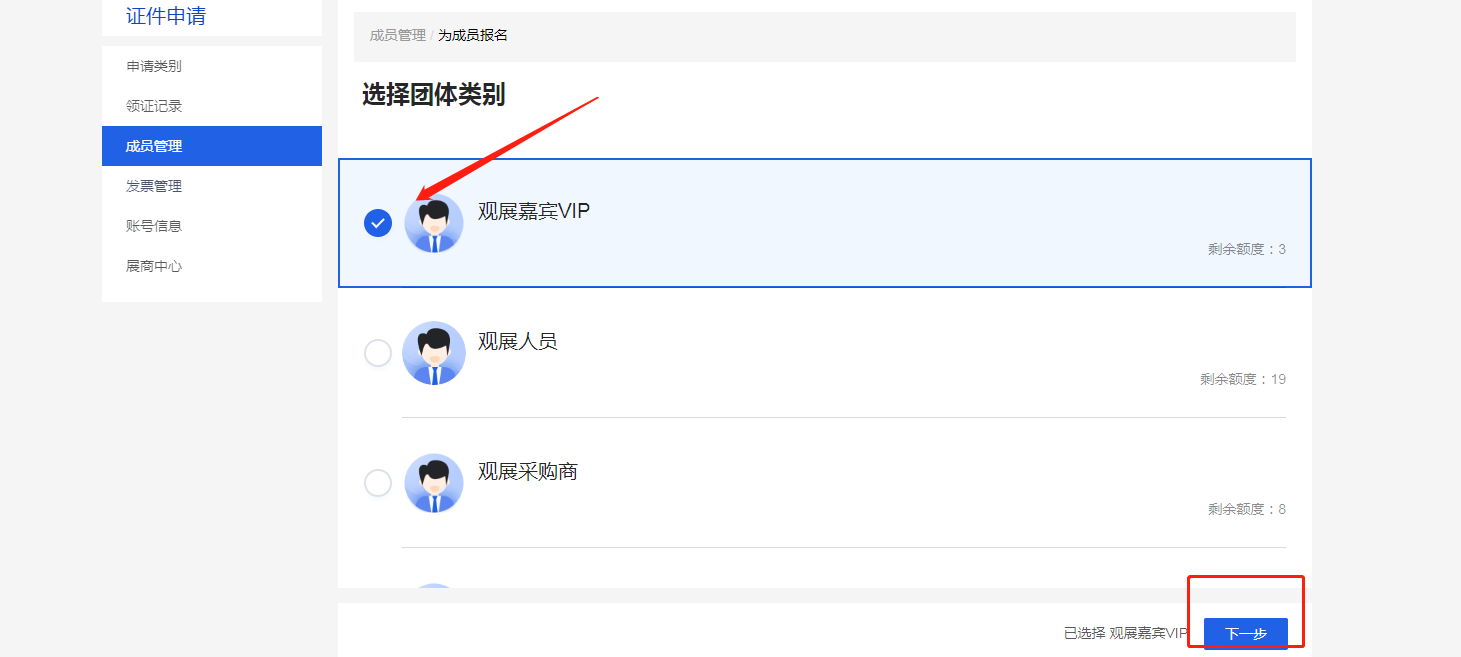 证件申请
申请类别
领证记录
成员管理
发票管理
账号信息
展商中心
成员管理 / 为成员报名
选择团体类别
观展嘉宾VIP
剩余额度：3
观展人员
剩余额度：19
观展采购商
剩余额度：8
已选择 观展嘉宾VIP
下一步